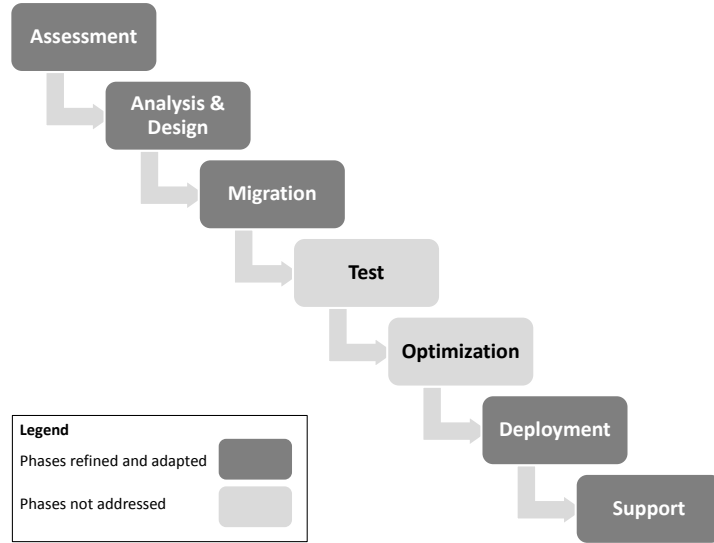 Assessment
Analysis &
Design
Migration
Test
Optimization
Deployment
Support
Legend
Phases refined and adapted
Phases not addressed